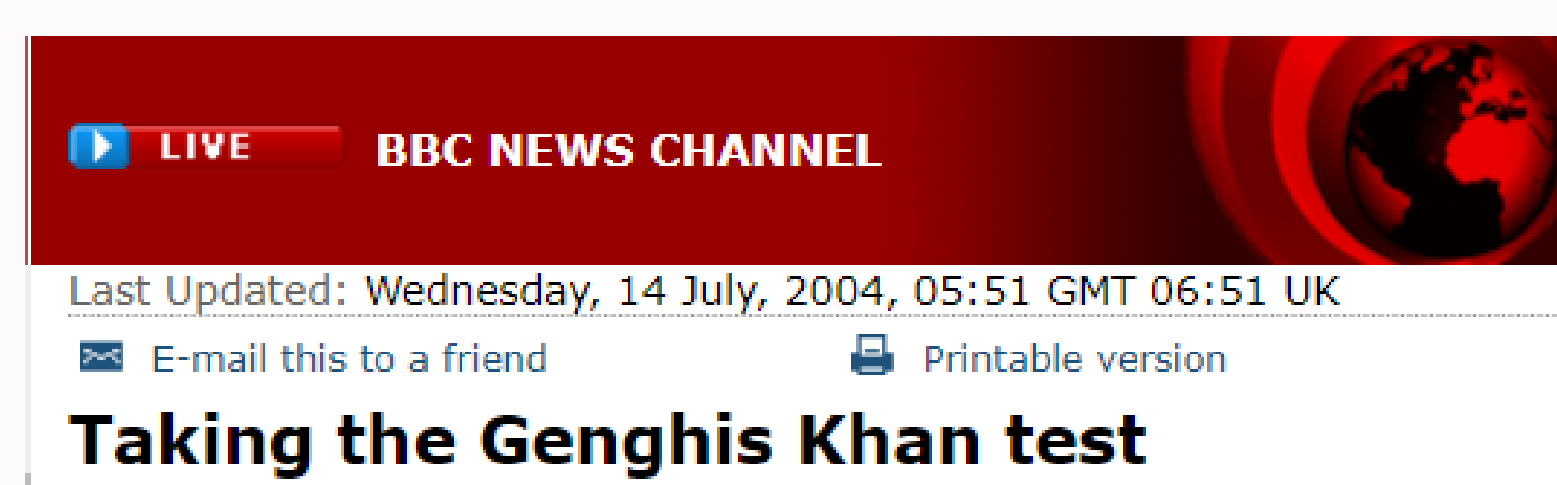 LIVE BBC NEWS CHANNEL
Last Updated: Wednesday, 14 July, 2004, 05:51 GMT 06:51 UK
E-mail this to a friend Printable version
Taking the Genghis Khan test